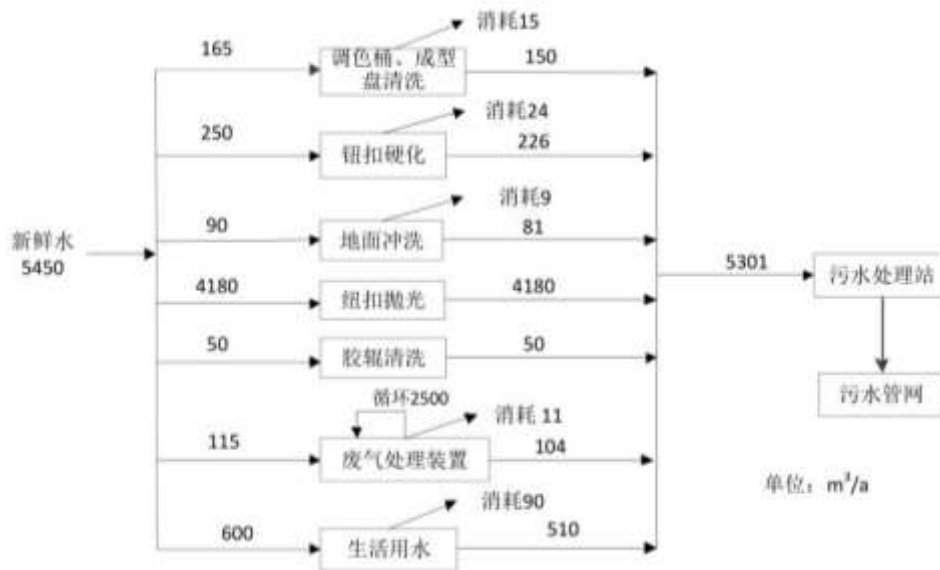 消耗15
165
调色桶、成型
盘清洗
150
消耗24
250
钮扣硬化
226
消耗9
90
地面冲洗
81
新鲜水
5450
5301
污水处理站
4180
纽扣抛光
4180
50
胶辊清洗
50
污水管网
循环2500
消耗 11
115
废气处理装置
104
单位：m³/a
消耗90
600
生活用水
510